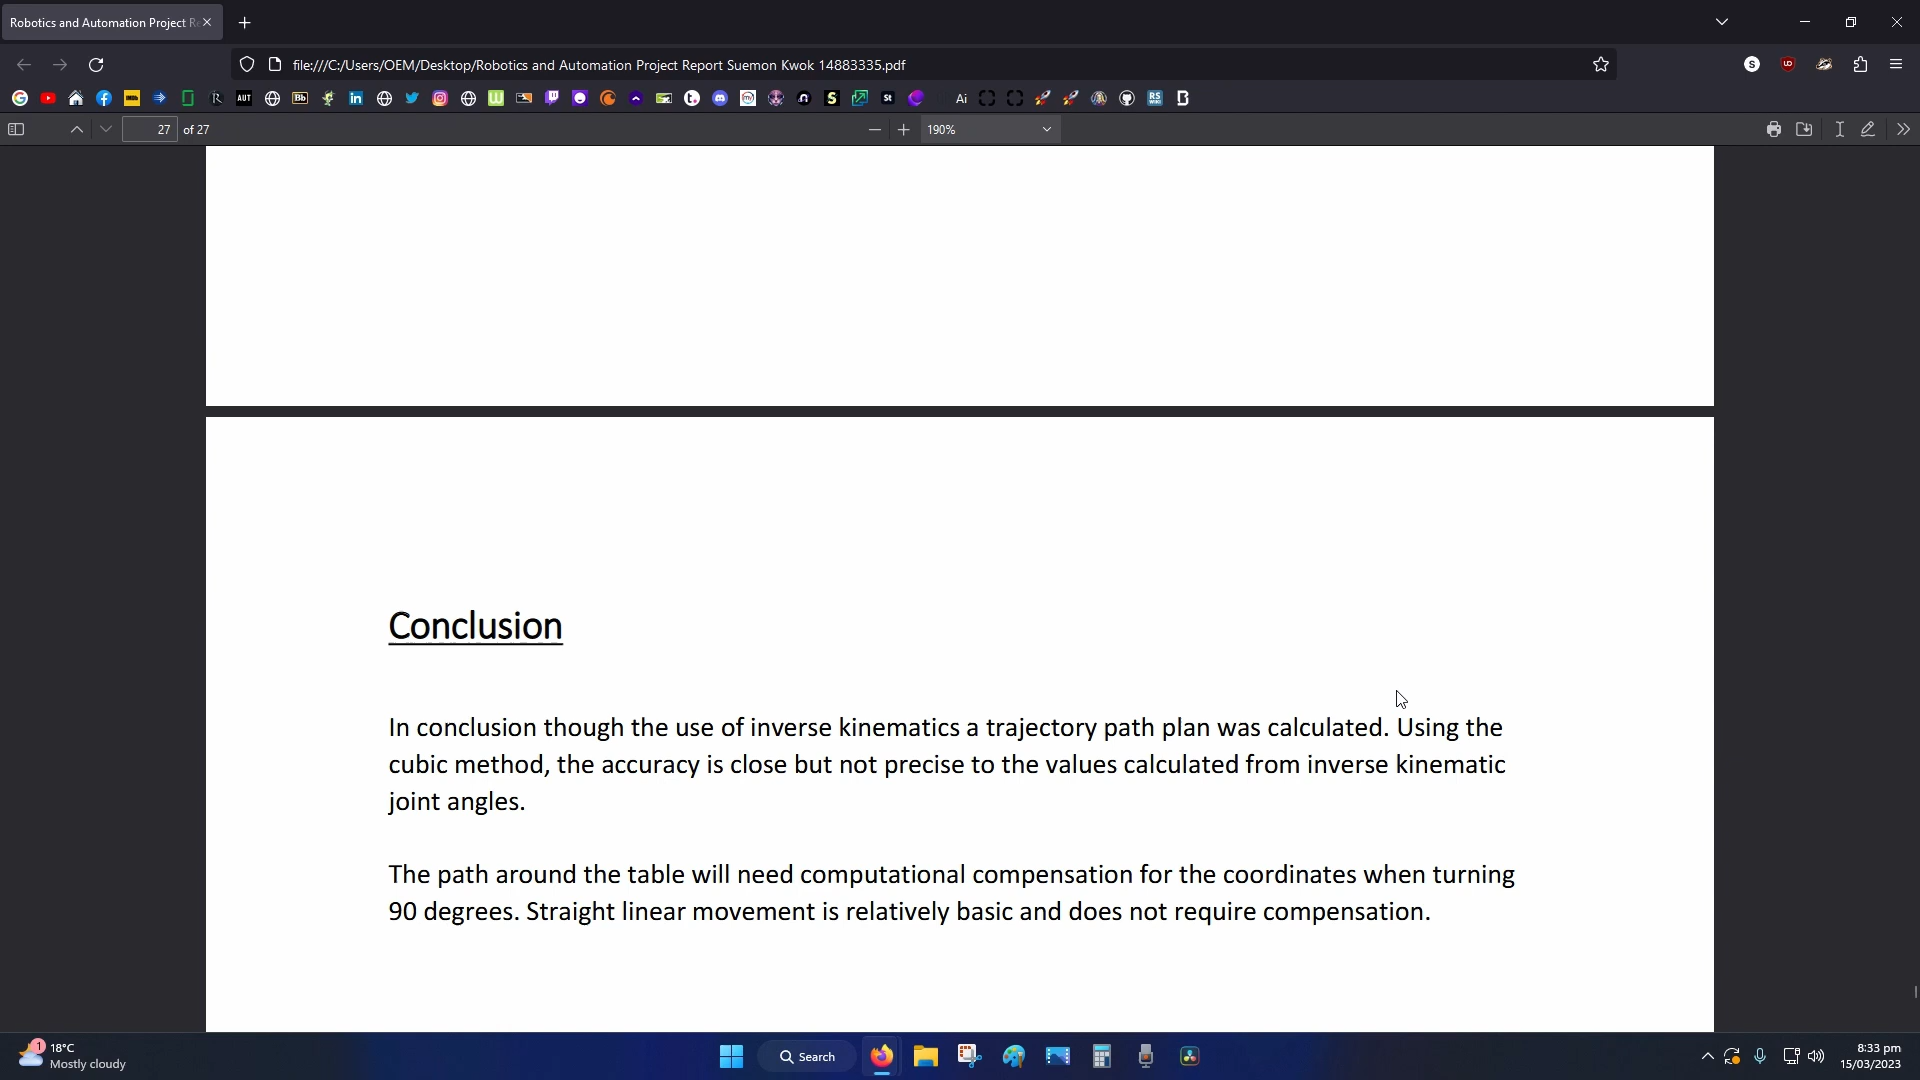 Robotics and Automation Project Re
file:///C:/Users/OEM/Desktop/Robotics and Automation Project Report Suemon Kwok 14883335.pdf
27 of 27
190%
Conclusion
In conclusion though the use of inverse kinematics a trajectory path plan was calculated. Using the
cubic method, the accuracy is close but not precise to the values calculated from inverse kinematic
joint angles.
The path around the table will need computational compensation for the coordinates when turning
90 degrees. Straight linear movement is relatively basic and does not require compensation.
1
18°C
Mostly cloudy
Search
8:33 pm
15/03/2023